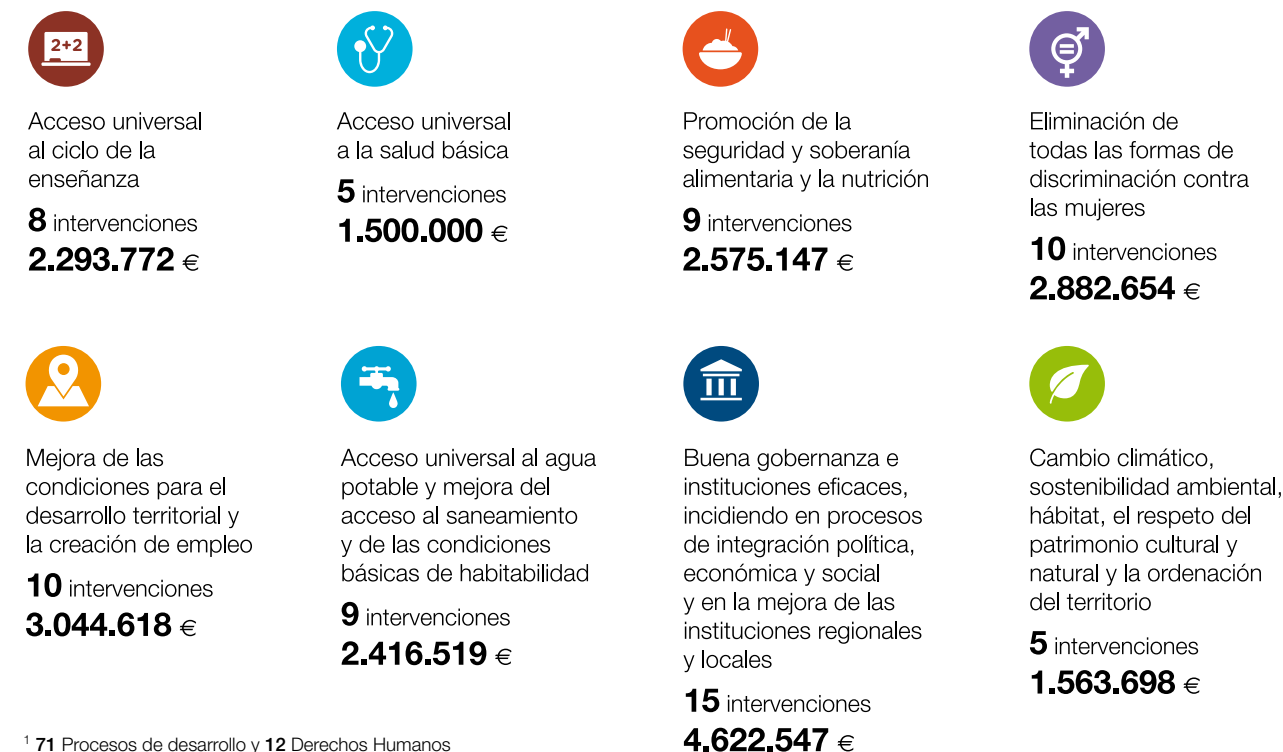 2+2
Acceso universal
al ciclo de la
enseñanza
8 intervenciones
2.293.772 €
Acceso universal
a la salud básica
5 intervenciones
1.500.000 €
Promoción de la
seguridad y soberanía
alimentaria y la nutrición
9 intervenciones
2.575.147 €
Eliminación de
todas las formas de
discriminación contra
las mujeres
10 intervenciones
2.882.654 €
Mejora de las
condiciones para el
desarrollo territorial y
la creación de empleo
10 intervenciones
3.044.618 €
Acceso universal al agua
potable y mejora del
acceso al saneamiento
y de las condiciones
básicas de habitabilidad
9 intervenciones
2.416.519 €
Buena gobernanza e
instituciones eficaces,
incidiendo en procesos
de integración política,
económica y social
y en la mejora de las
instituciones regionales
y locales
15 intervenciones
4.622.547 €
Cambio climático,
sostenibilidad ambiental,
hábitat, el respeto del
patrimonio cultural y
natural y la ordenación
del territorio
5 intervenciones
1.563.698 €
¹ 71 Procesos de desarrollo y 12 Derechos Humanos